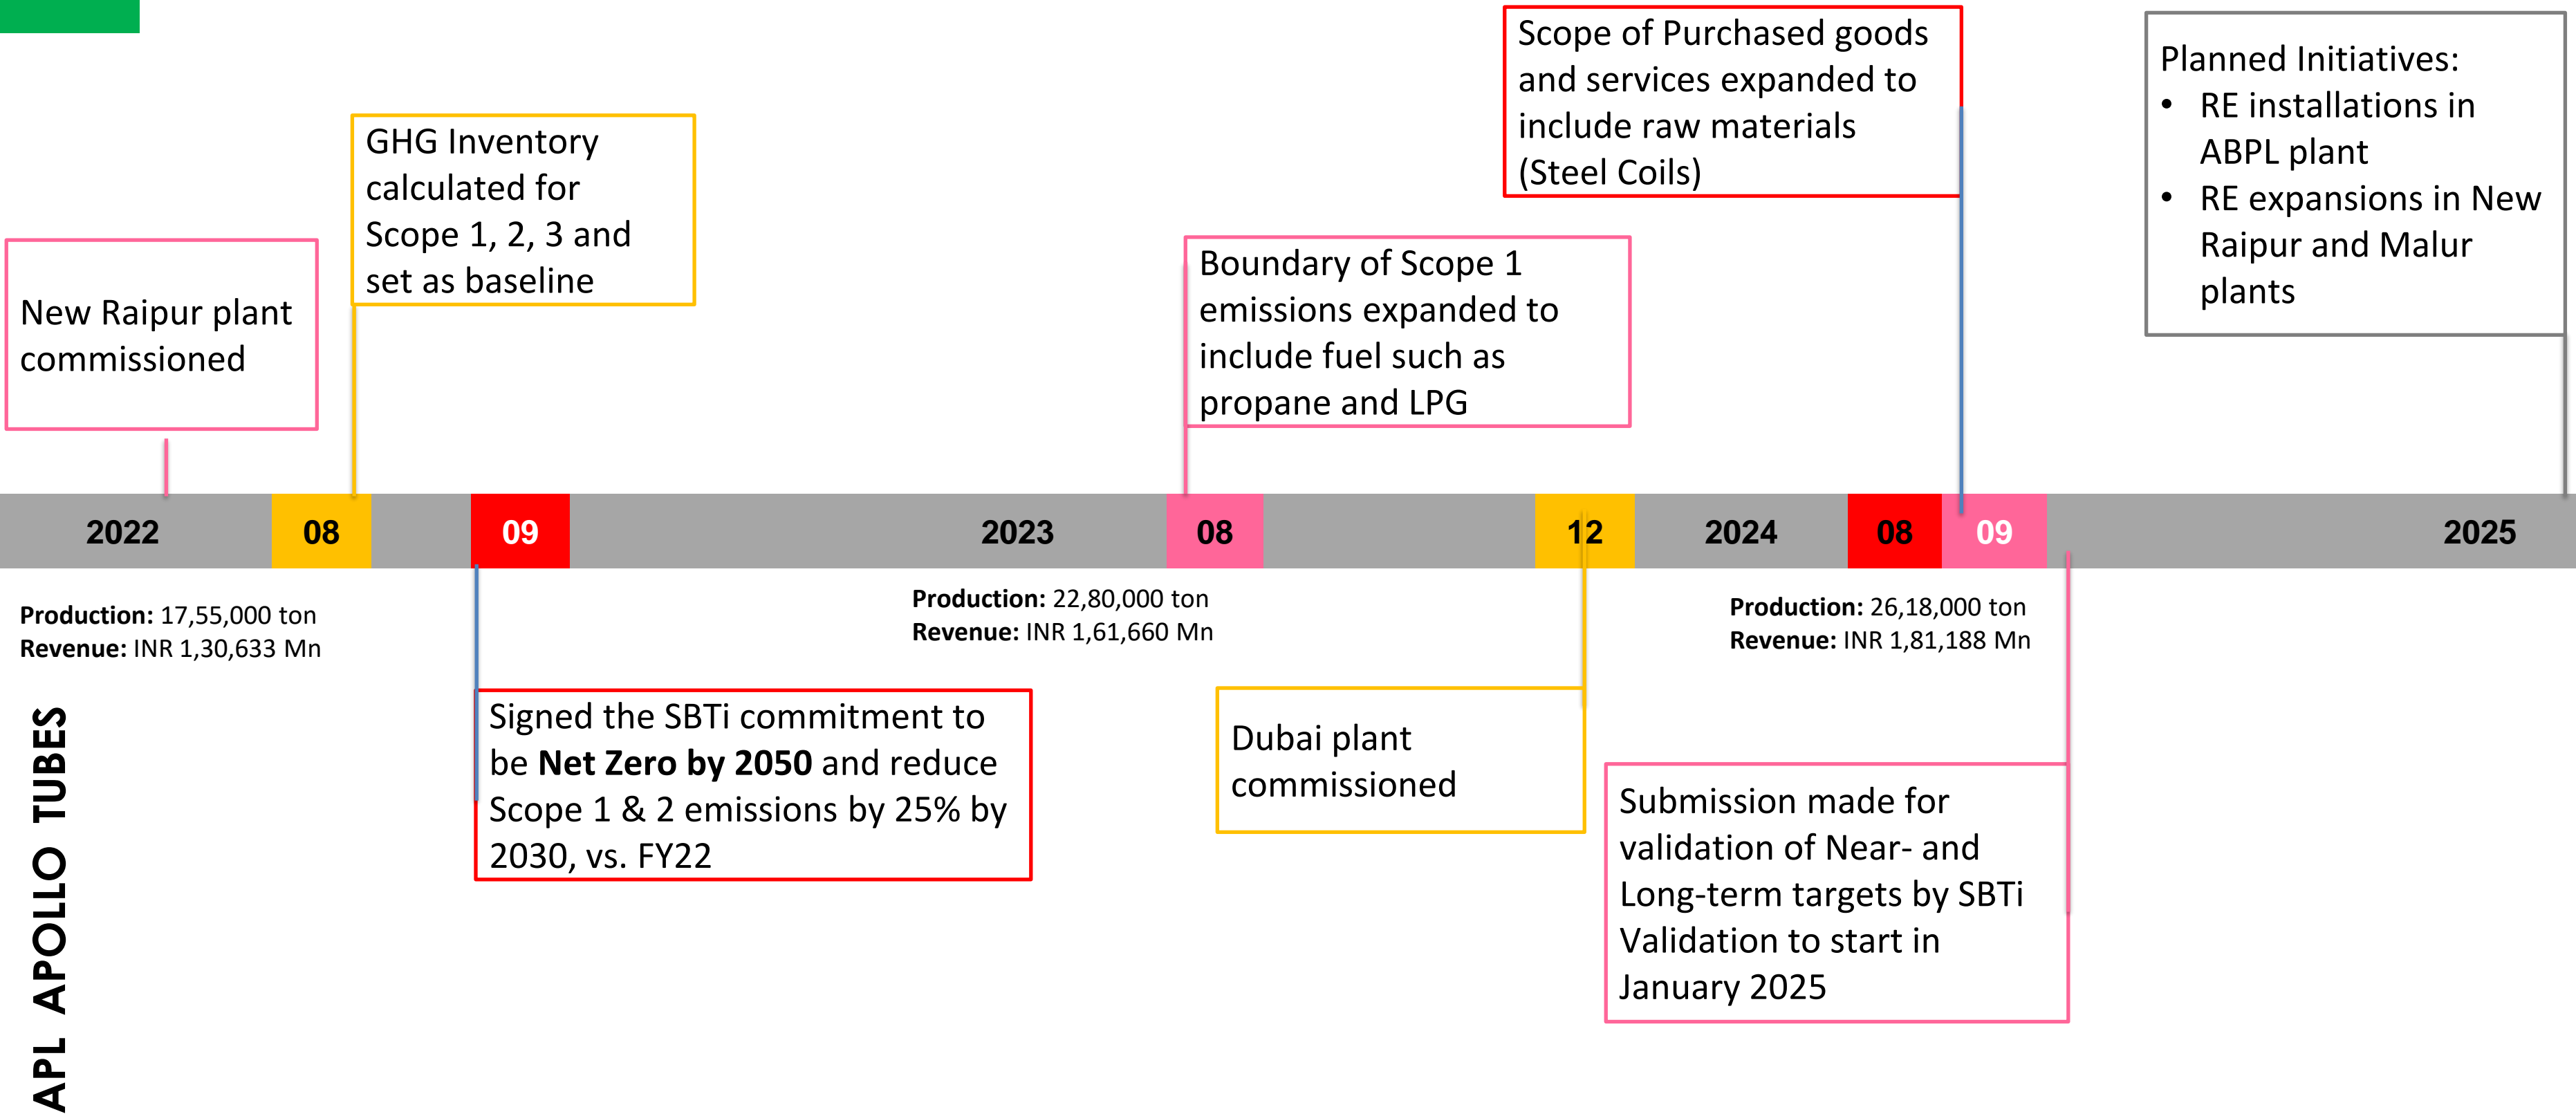 Scope of Purchased goods
and services expanded to
include raw materials
(Steel Coils)
Planned Initiatives:
• RE installations in
ABPL plant
• RE expansions in New
Raipur and Malur
plants
GHG Inventory
calculated for
Scope 1, 2, 3 and
set as baseline
New Raipur plant
commissioned
Boundary of Scope 1
emissions expanded to
include fuel such as
propane and LPG
2022 08 09 2023 08 12 2024 08 09 2025
Production: 17,55,000 ton
Revenue: INR 1,30,633 Mn
Production: 22,80,000 ton
Revenue: INR 1,61,660 Mn
Production: 26,18,000 ton
Revenue: INR 1,81,188 Mn
Signed the SBTi commitment to
be Net Zero by 2050 and reduce
Scope 1 & 2 emissions by 25% by
2030, vs. FY22
Dubai plant
commissioned
Submission made for
validation of Near- and
Long-term targets by SBTi
Validation to start in
January 2025
APL APOLLO TUBES